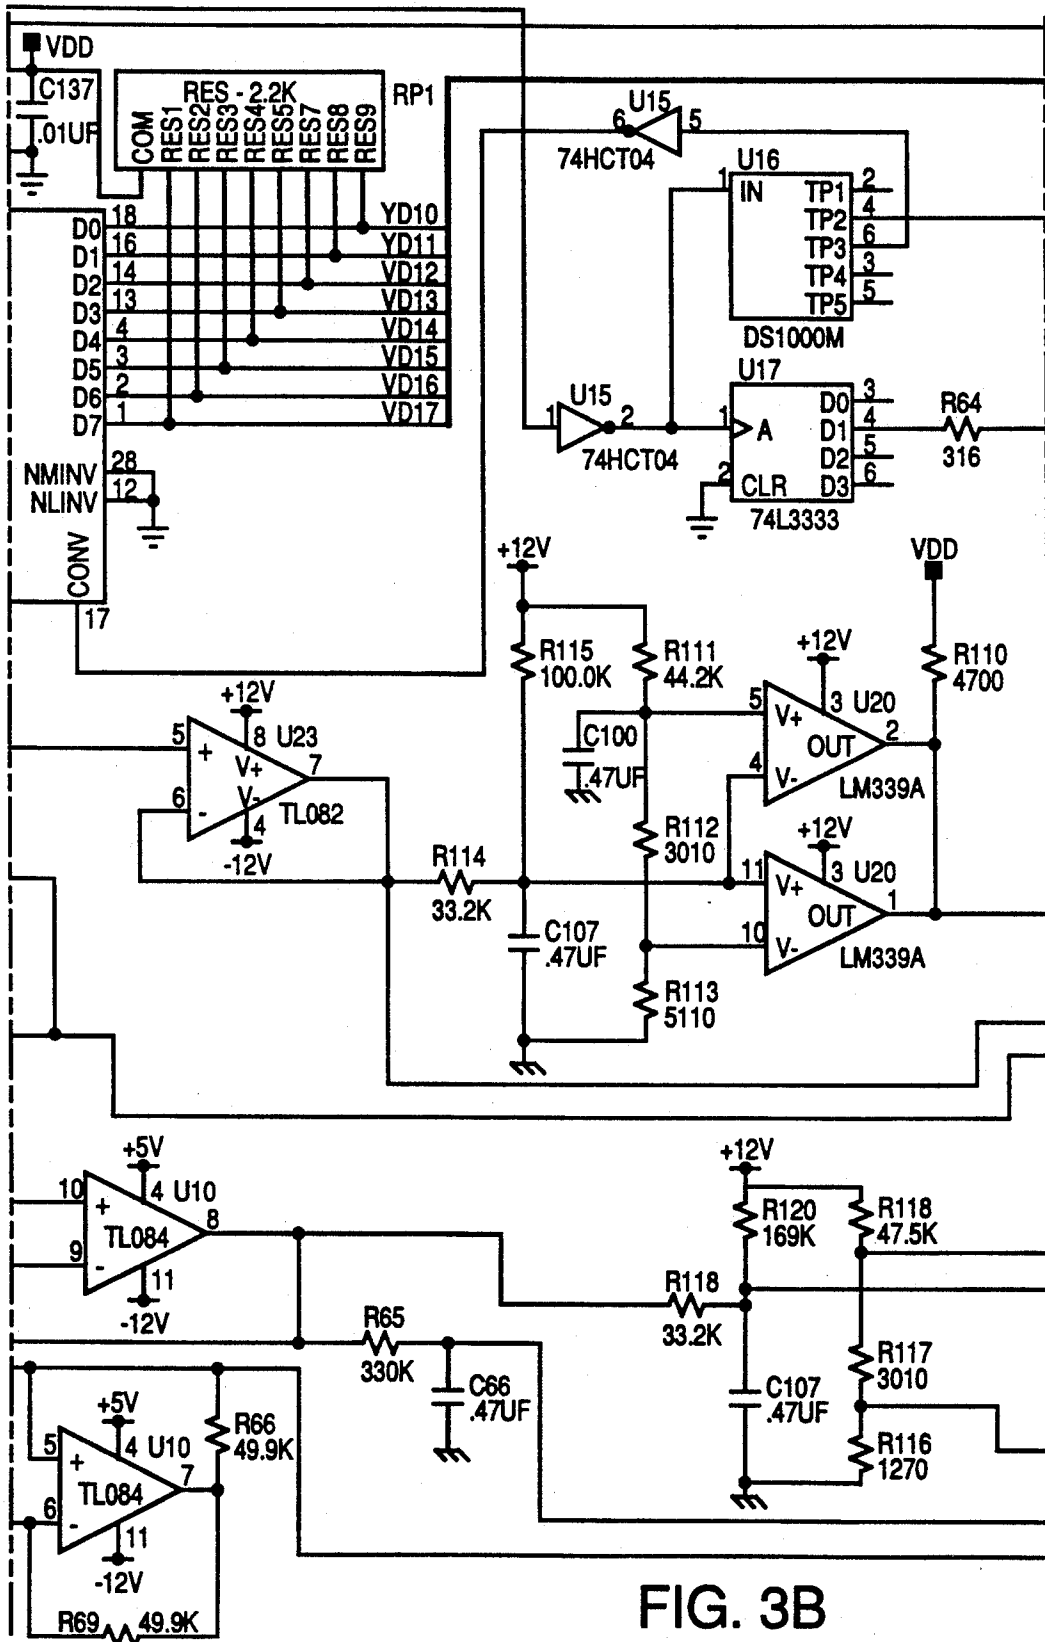 VDD
C137
.01UF
RES - 2.2K
RP1
COM
RES1
RES2
RES3
RES4
RES5
RES7
RES8
RES9
D0 18 YD10
D1 16 YD11
D2 14 VD12
D3 13 VD13
D4 4 VD14
D5 3 VD15
D6 2 VD16
D7 1 VD17
NMINV 28
NLINV 12
CONV
17
U15
6 5
74HCT04
U16
1 IN
TP1 2
TP2 4
TP3 6
TP4 3
TP5 5
DS1000M
U15
1 2
74HCT04
U17
1 A
2 CLR
D0 3
D1 4
D2 5
D3 6
74L3333
R64
316
+12V
R115
100.0K
R111
44.2K
C100
.47UF
R112
3010
R113
5110
VDD
R110
4700
+12V
3 U20
5 V+
4 V-
OUT 2
LM339A
+12V
3 U20
11 V+
10 V-
OUT 1
LM339A
+12V
8 U23
5 +
V+
7
6 -
V-
4
TL082
-12V
R114
33.2K
C107
.47UF
+5V
4 U10
10 +
TL084
8
9 -
11
-12V
R65
330K
C66
.47UF
+12V
R120
169K
R118
47.5K
R118
33.2K
C107
.47UF
R117
3010
R116
1270
+5V
4 U10
5 +
TL084
7
6 -
11
-12V
R66
49.9K
R69 49.9K
FIG. 3B